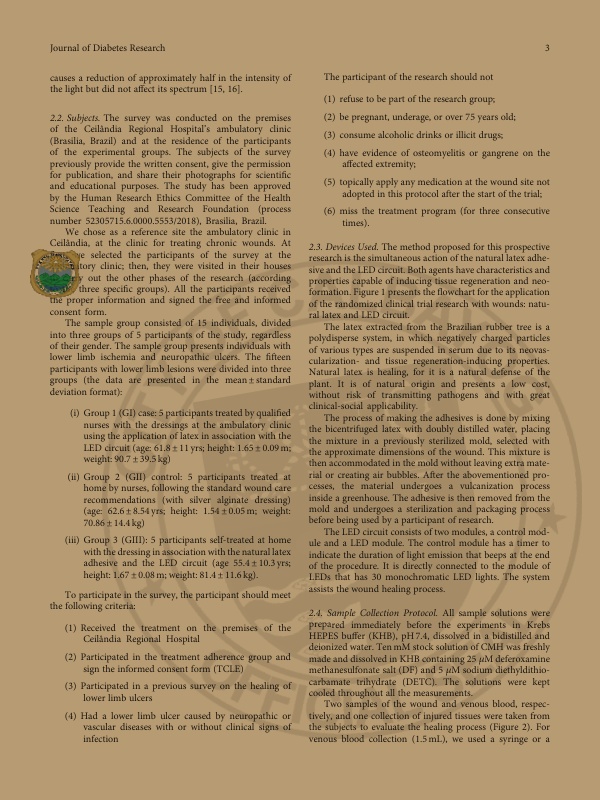 Journal of Diabetes Research 3
causes a reduction of approximately half in the intensity of
the light but did not affect its spectrum [15, 16].
2.2. Subjects. The survey was conducted on the premises
of the Ceilândia Regional Hospital's ambulatory clinic
(Brasilia, Brazil) and at the residence of the participants
of the experimental groups. The subjects of the survey
previously provide the written consent, give the permission
for publication, and share their photographs for scientific
and educational purposes. The study has been approved
by the Human Research Ethics Committee of the Health
Science Teaching and Research Foundation (process
number 52305715.6.0000.5553/2018), Brasilia, Brazil.
We chose as a reference site the ambulatory clinic in
Ceilândia, at the clinic for treating chronic wounds. At
selected the participants of the survey at the
clinic; then, they were visited in their houses
out the other phases of the research (according
three specific groups). All the participants received
the proper information and signed the free and informed
consent form.
The sample group consisted of 15 individuals, divided
into three groups of 5 participants of the study, regardless
of their gender. The sample group presents individuals with
lower limb ischemia and neuropathic ulcers. The fifteen
participants with lower limb lesions were divided into three
groups (the data are presented in the mean ± standard
deviation format):
(i) Group 1 (GI) case: 5 participants treated by qualified
nurses with the dressings at the ambulatory clinic
using the application of latex in association with the
LED circuit (age: 61.8 ± 11 yrs; height: 1.65 ± 0.09 m;
weight: 90.7 ± 39.5 kg)
(ii) Group 2 (GII) control: 5 participants treated at
home by nurses, following the standard wound care
recommendations (with silver alginate dressing)
(age: 62.6 ± 8.54 yrs; height: 1.54 ± 0.05 m; weight:
70.86 ± 14.4 kg)
(iii) Group 3 (GIII): 5 participants self-treated at home
with the dressing in association with the natural latex
adhesive and the LED circuit (age 55.4 ± 10.3 yrs;
height: 1.67 ± 0.08 m; weight: 81.4 ± 11.6 kg).
To participate in the survey, the participant should meet
the following criteria:
(1) Received the treatment on the premises of the
Ceilândia Regional Hospital
(2) Participated in the treatment adherence group and
sign the informed consent form (TCLE)
(3) Participated in a previous survey on the healing of
lower limb ulcers
(4) Had a lower limb ulcer caused by neuropathic or
vascular diseases with or without clinical signs of
infection
The participant of the research should not
(1) refuse to be part of the research group;
(2) be pregnant, underage, or over 75 years old;
(3) consume alcoholic drinks or illicit drugs;
(4) have evidence of osteomyelitis or gangrene on the
affected extremity;
(5) topically apply any medication at the wound site not
adopted in this protocol after the start of the trial;
(6) miss the treatment program (for three consecutive
times).
2.3. Devices Used. The method proposed for this prospective
research is the simultaneous action of the natural latex adhe-
sive and the LED circuit. Both agents have characteristics and
properties capable of inducing tissue regeneration and neo-
formation. Figure 1 presents the flowchart for the application
of the randomized clinical trial research with wounds: natu-
ral latex and LED circuit.
The latex extracted from the Brazilian rubber tree is a
polydisperse system, in which negatively charged particles
of various types are suspended in serum due to its neovas-
cularization- and tissue regeneration-inducing properties.
Natural latex is healing, for it is a natural defense of the
plant. It is of natural origin and presents a low cost,
without risk of transmitting pathogens and with great
clinical-social applicability.
The process of making the adhesives is done by mixing
the bicentrifuged latex with doubly distilled water, placing
the mixture in a previously sterilized mold, selected with
the approximate dimensions of the wound. This mixture is
then accommodated in the mold without leaving extra mate-
rial or creating air bubbles. After the abovementioned pro-
cesses, the material undergoes a vulcanization process
inside a greenhouse. The adhesive is then removed from the
mold and undergoes a sterilization and packaging process
before being used by a participant of research.
The LED circuit consists of two modules, a control mod-
ule and a LED module. The control module has a timer to
indicate the duration of light emission that beeps at the end
of the procedure. It is directly connected to the module of
LEDs that has 30 monochromatic LED lights. The system
assists the wound healing process.
2.4. Sample Collection Protocol. All sample solutions were
prepared immediately before the experiments in Krebs
HEPES buffer (KHB), pH 7.4, dissolved in a bidistilled and
deionized water. Ten mM stock solution of CMH was freshly
made and dissolved in KHB containing 25 μM deferoxamine
methanesulfonate salt (DF) and 5 μM sodium diethyldithio-
carbamate trihydrate (DETC). The solutions were kept
cooled throughout all the measurements.
Two samples of the wound and venous blood, respec-
tively, and one collection of injured tissues were taken from
the subjects to evaluate the healing process (Figure 2). For
venous blood collection (1.5 mL), we used a syringe or a